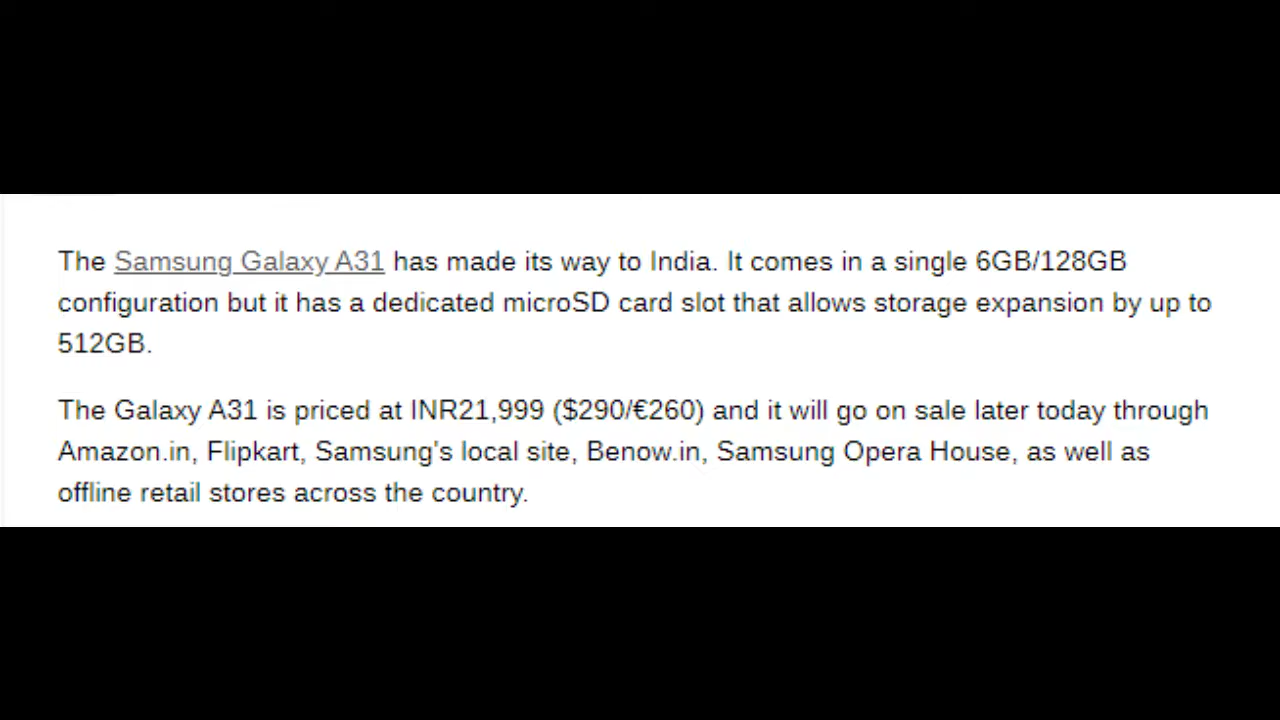 The Samsung Galaxy A31 has made its way to India. It comes in a single 6GB/128GB
configuration but it has a dedicated microSD card slot that allows storage expansion by up to
512GB.
The Galaxy A31 is priced at INR21,999 ($290/€260) and it will go on sale later today through
Amazon.in, Flipkart, Samsung's local site, Benow.in, Samsung Opera House, as well as
offline retail stores across the country.